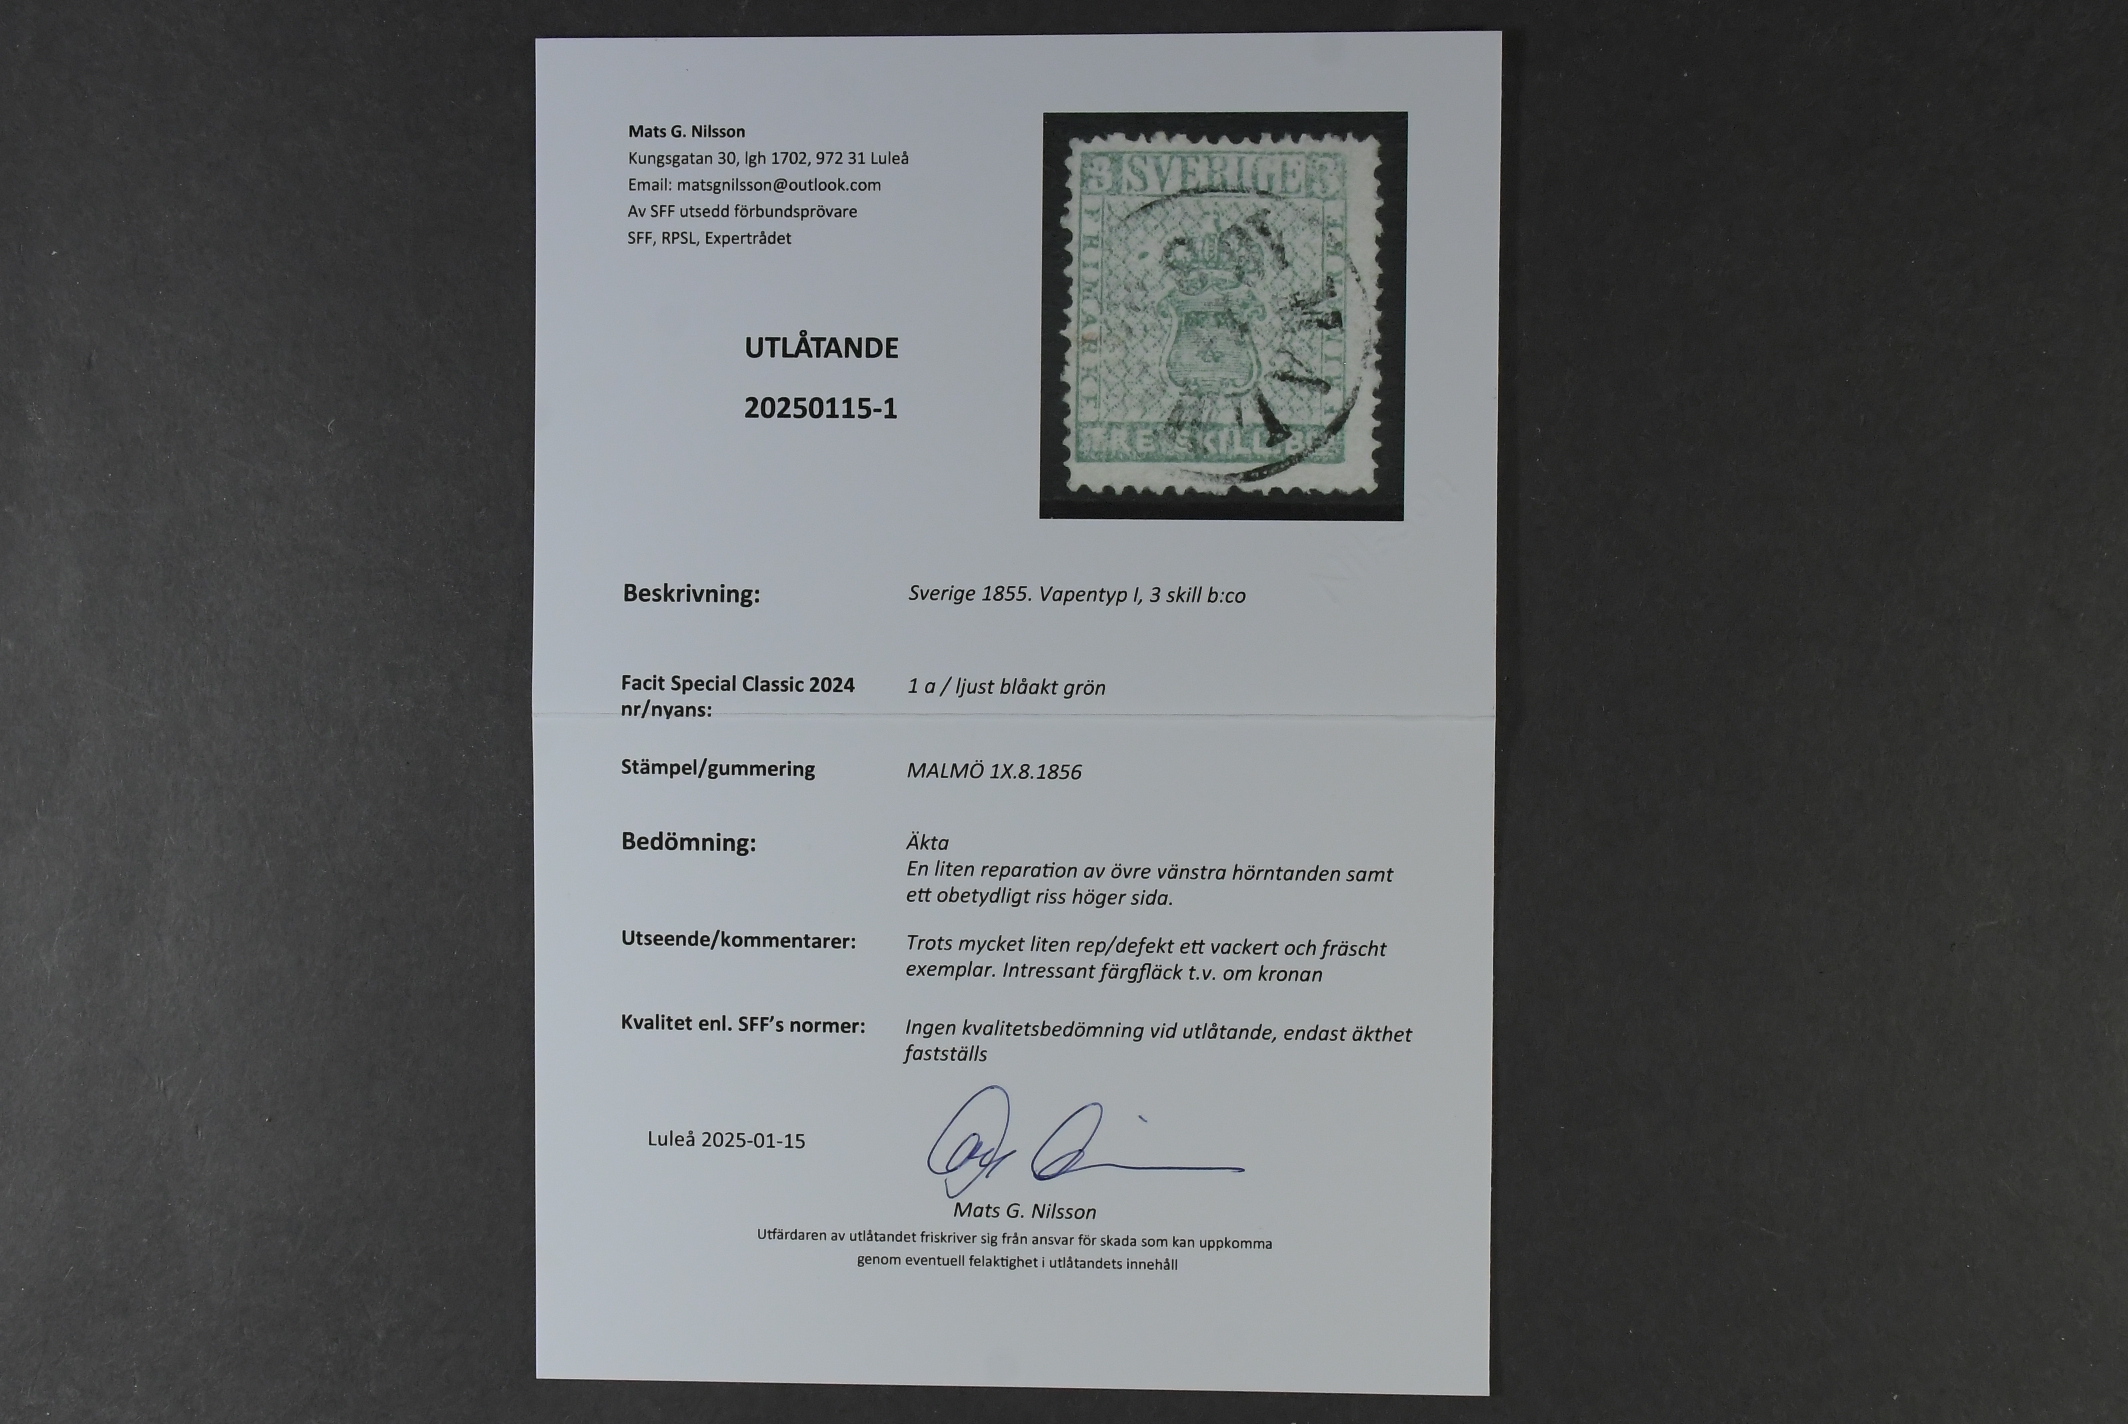 Mats G. Nilsson
Kungsgatan 30, lgh 1702, 972 31 Luleå
Email: matsgnilsson@outlook.com
Av SFF utsedd förbundsprövare
SFF, RPSL, Expertrådet
UTLÅTANDE
20250115-1
3 SVERIGE 3
FRIMÄRKE
TRE SKILL. BCO.
Beskrivning: Sverige 1855. Vapentyp I, 3 skill b:co
Facit Special Classic 2024 1 a / ljust blåakt grön
nr/nyans:
Stämpel/gummering MALMÖ 1X.8.1856
Bedömning: Äkta
En liten reparation av övre vänstra hörntanden samt
ett obetydligt riss höger sida.
Utseende/kommentarer: Trots mycket liten rep/defekt ett vackert och fräscht
exemplar. Intressant färgfläck t.v. om kronan
Kvalitet enl. SFF's normer: Ingen kvalitetsbedömning vid utlåtande, endast äkthet
fastställs
Luleå 2025-01-15
Mats G. Nilsson
Utfärdaren av utlåtandet friskriver sig från ansvar för skada som kan uppkomma
genom eventuell felaktighet i utlåtandets innehåll